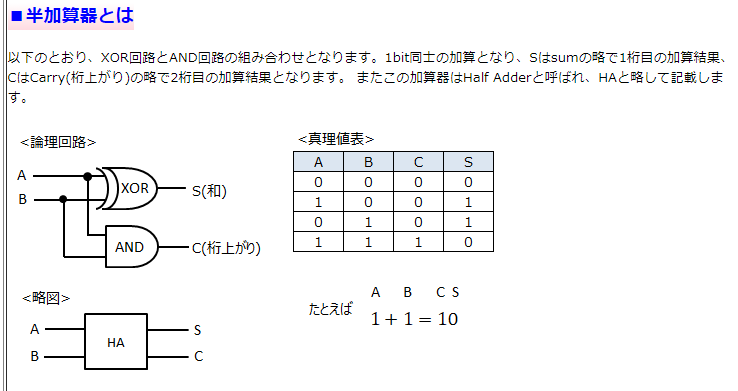 ■半加算器とは
以下のとおり、XOR回路とAND回路の組み合わせとなります。1bit同士の加算となり、Sはsumの略で1桁目の加算結果、
CはCarry(桁上がり)の略で2桁目の加算結果となります。 またこの加算器はHalf Adderと呼ばれ、HAと略して記載しま
す。
<論理回路>
A
B
XOR
S(和)
AND
C(桁上がり)
<真理値表>
A B C S
0 0 0 0
1 0 0 1
0 1 0 1
1 1 1 0
<略図>
A
B
HA
S
C
A B C S
たとえば 1 + 1 = 10